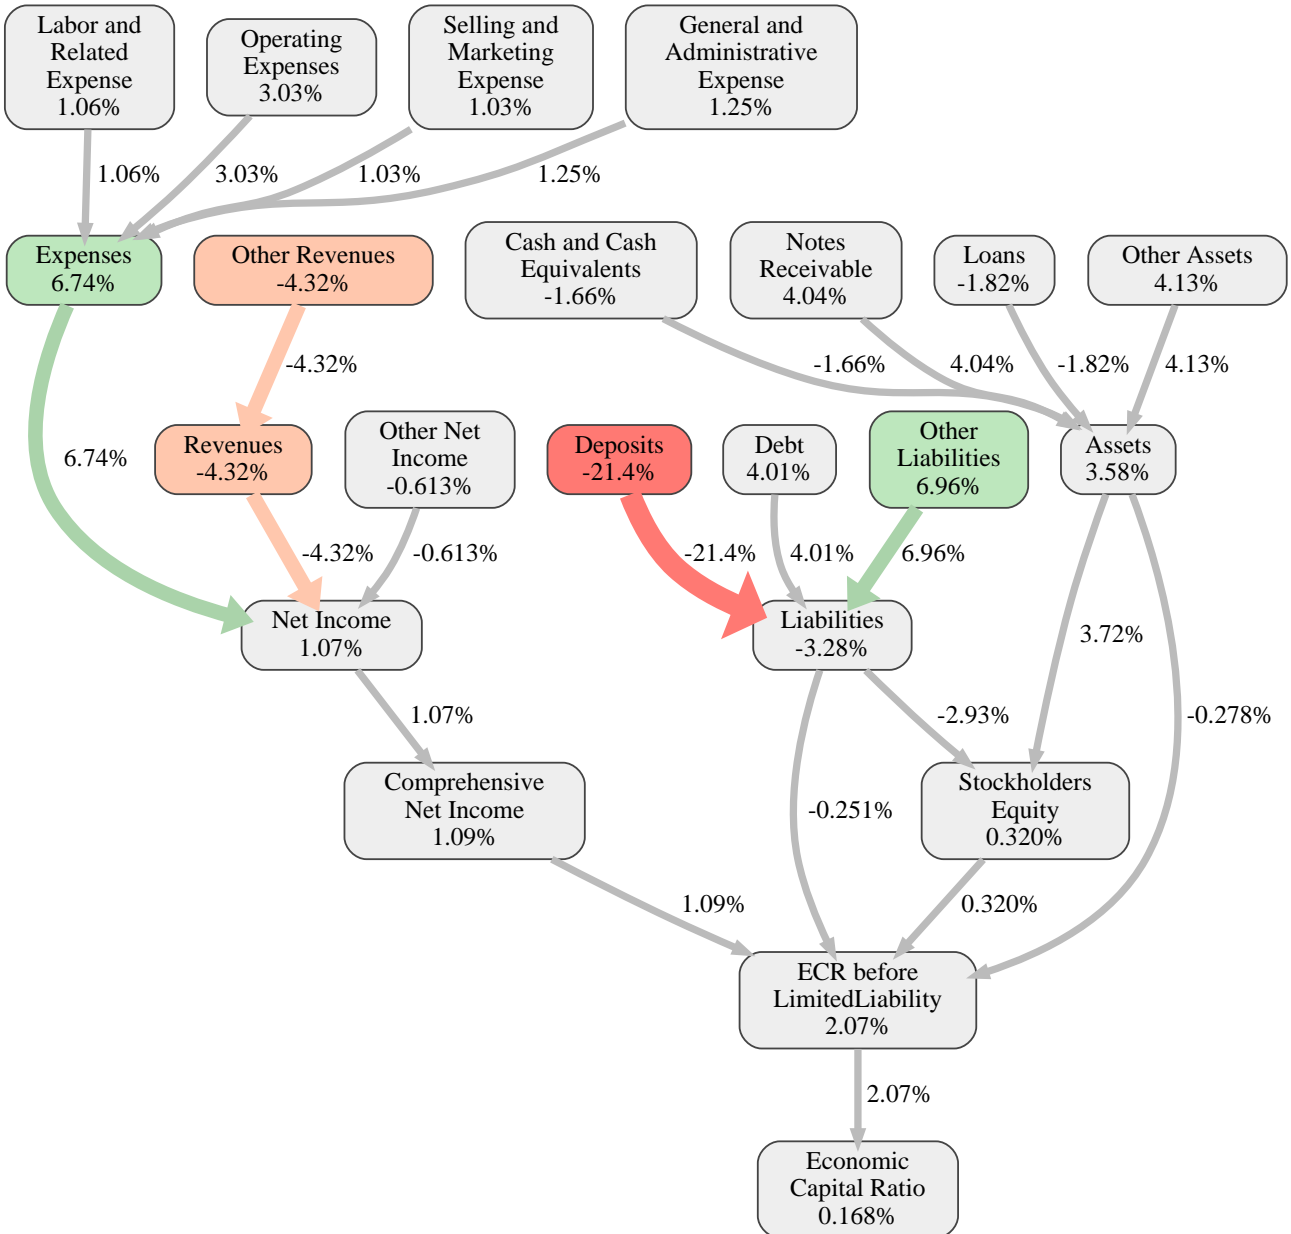 Labor and
Related
Expense
1.06%
Operating
Expenses
3.03%
Selling and
Marketing
Expense
1.03%
General and
Administrative
Expense
1.25%
1.06%
3.03%
1.03%
1.25%
Expenses
6.74%
Other Revenues
-4.32%
Cash and Cash
Equivalents
-1.66%
Notes
Receivable
4.04%
Loans
-1.82%
Other Assets
4.13%
-4.32%
-1.66%
4.04%
-1.82%
4.13%
6.74%
Revenues
-4.32%
Other Net
Income
-0.613%
Deposits
-21.4%
Debt
4.01%
Other
Liabilities
6.96%
Assets
3.58%
-4.32%
-0.613%
-21.4%
4.01%
6.96%
Net Income
1.07%
Liabilities
-3.28%
3.72%
1.07%
-2.93%
-0.278%
Comprehensive
Net Income
1.09%
-0.251%
Stockholders
Equity
0.320%
1.09%
0.320%
ECR before
LimitedLiability
2.07%
2.07%
Economic
Capital Ratio
0.168%